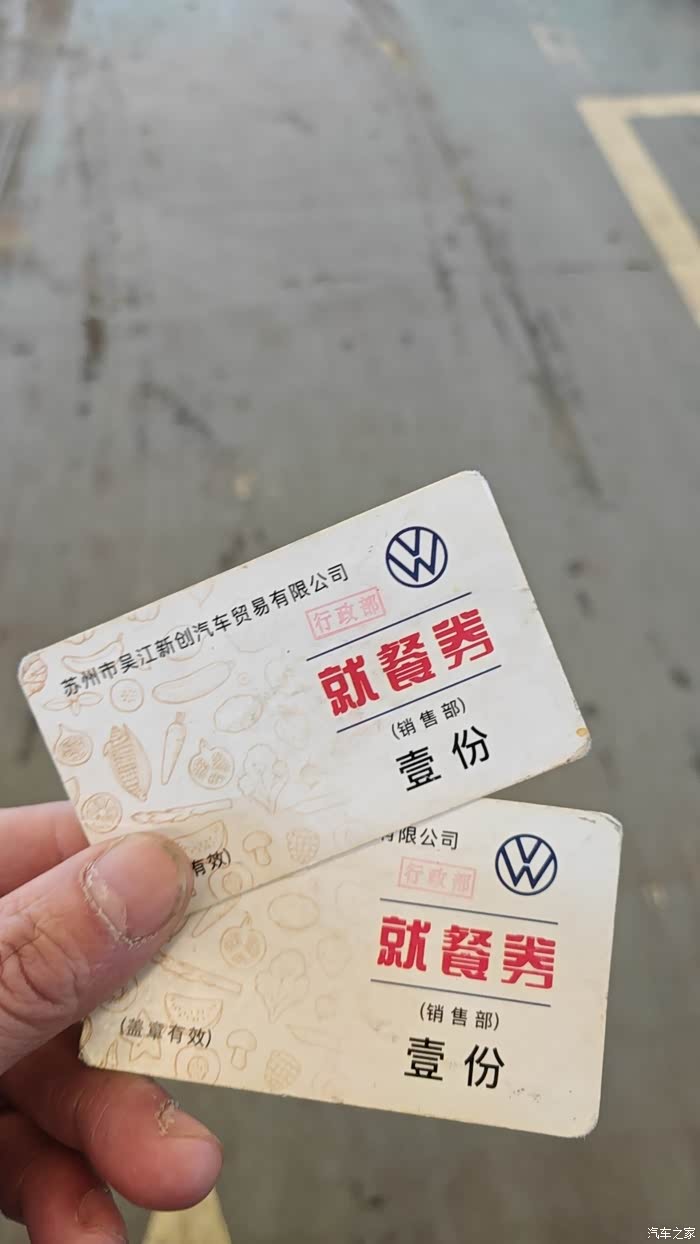 苏州市吴江新创汽车贸易有限公司
行政部
就餐券
(销售部)
壹份
有效)
有限公司
行政部
就餐券
(销售部)
壹份
(盖章有效)
汽车之家